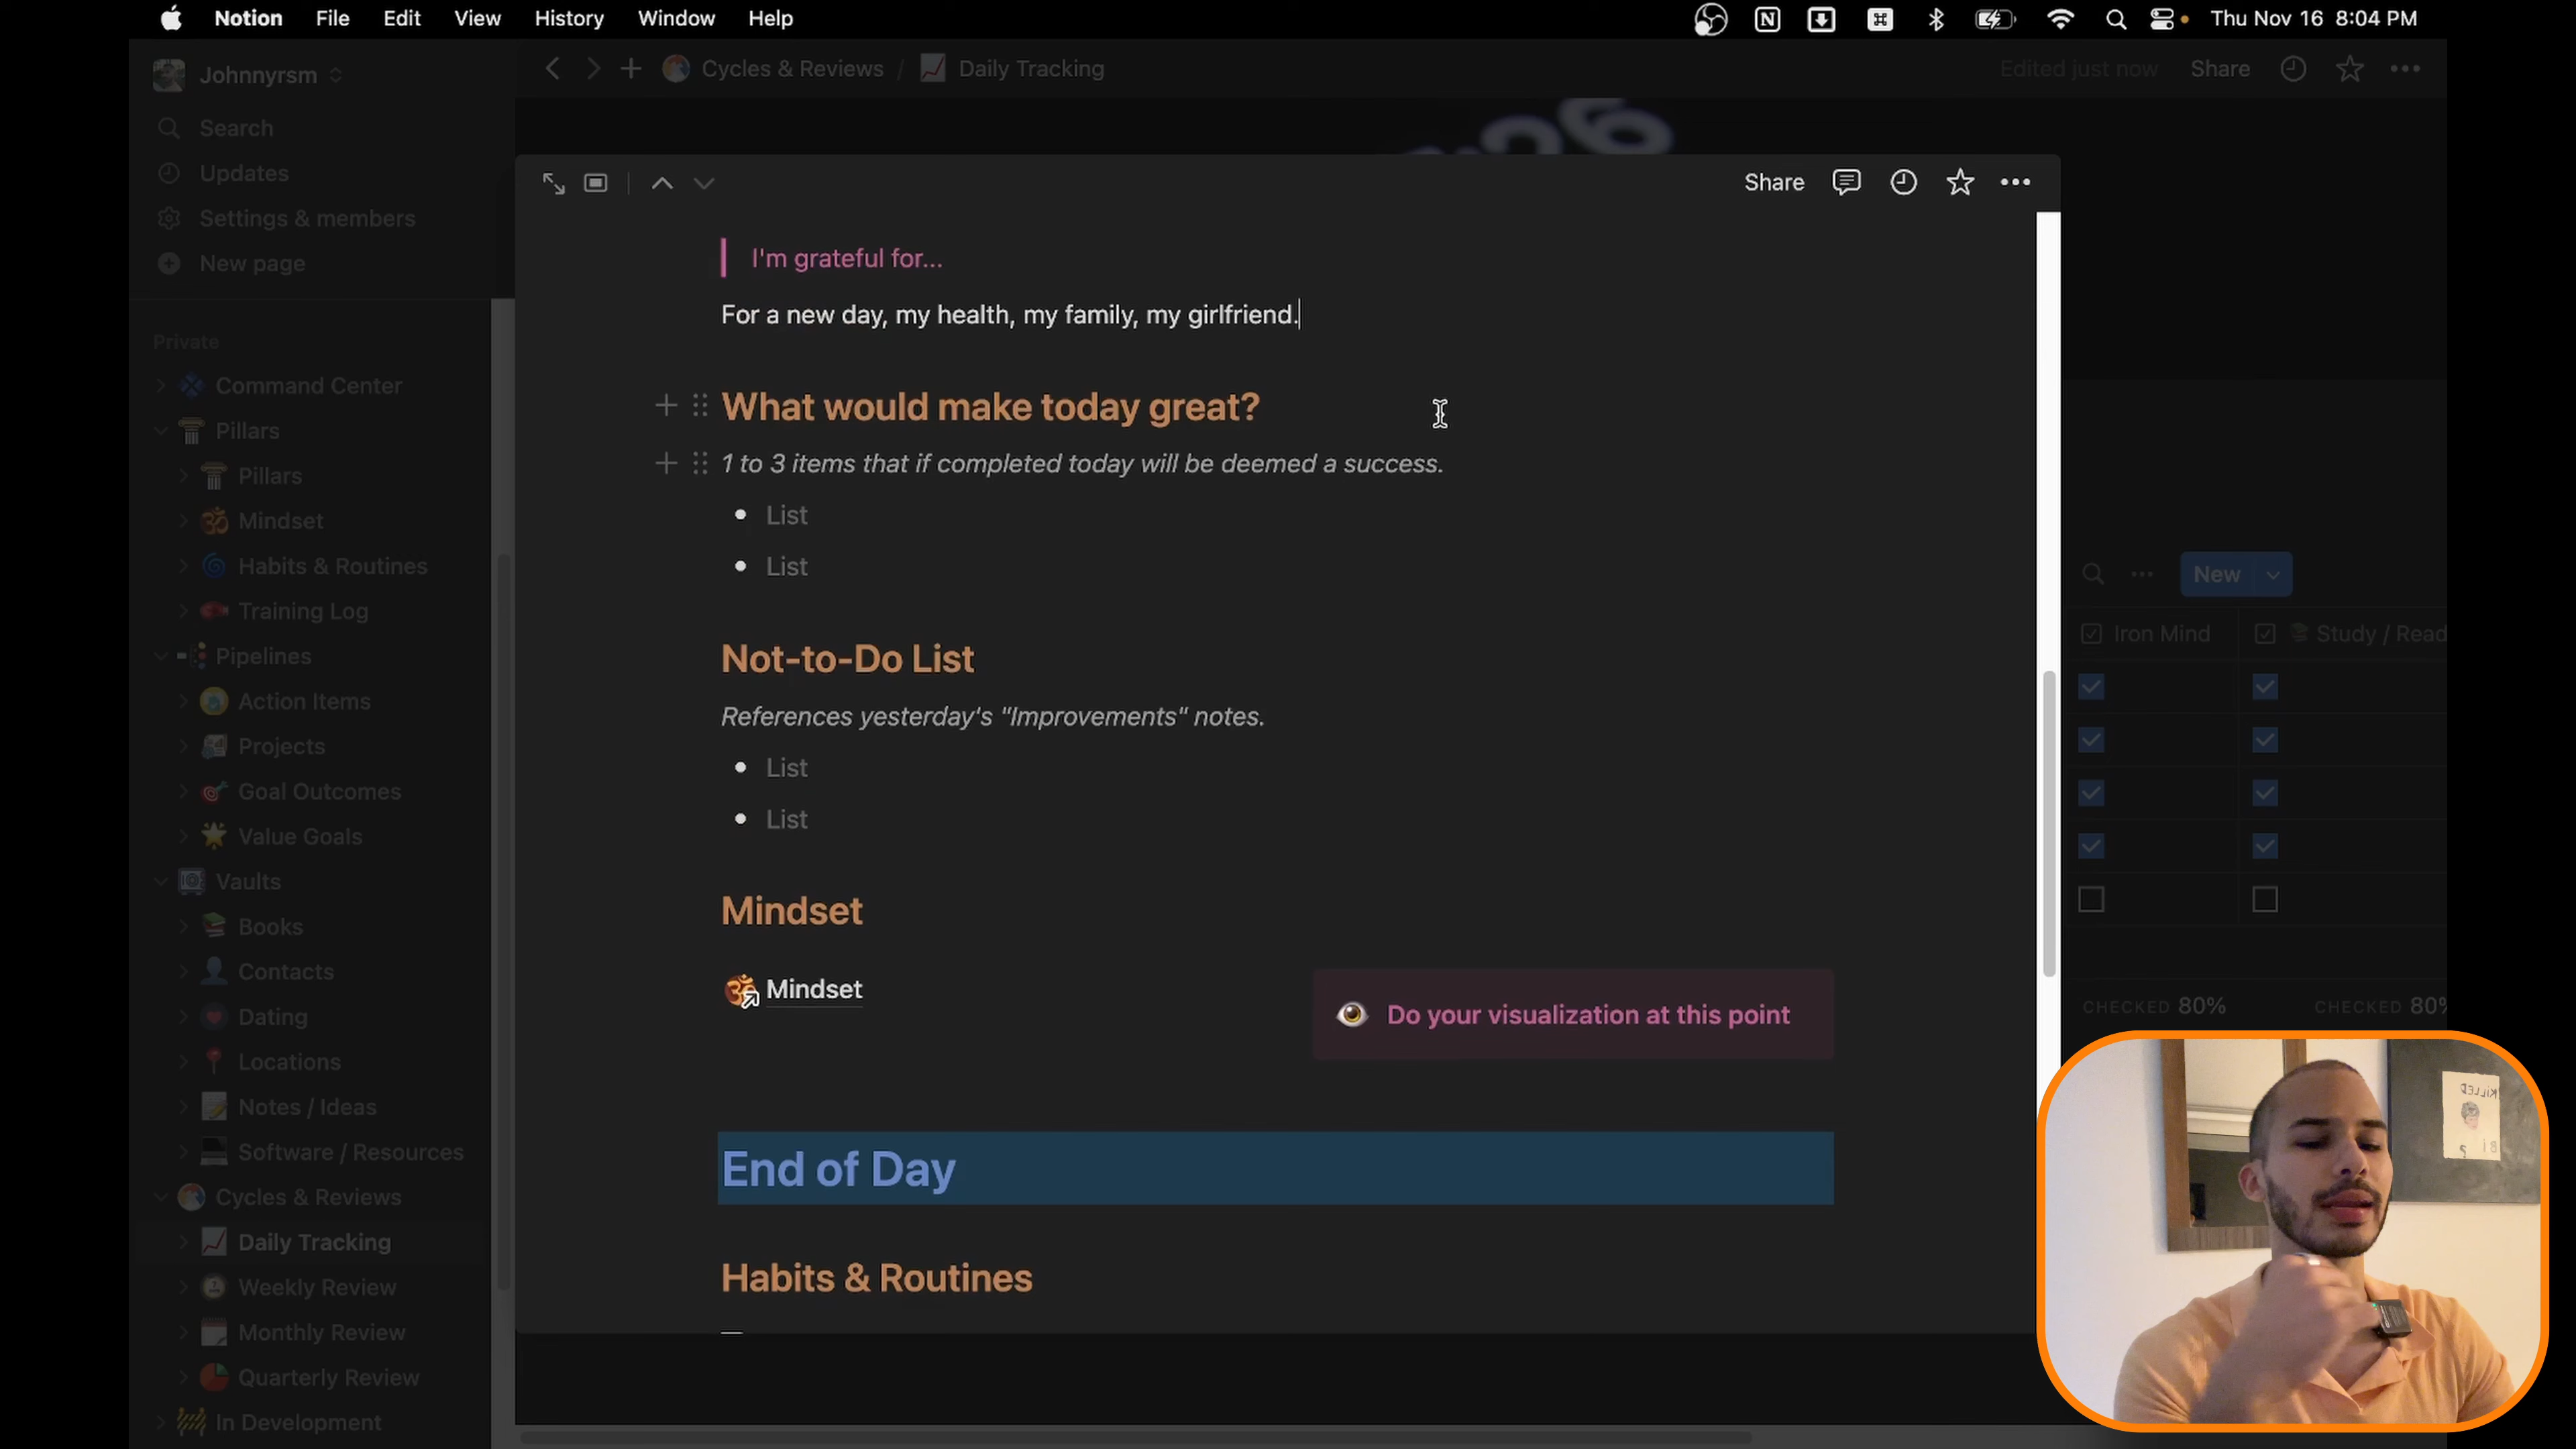 Notion File Edit View History Window Help
Thu Nov 16 8:04 PM
Johnnyrsm
Search
Updates
Settings & members
New page
Private
Command Center
Pillars
Pillars
Mindset
Habits & Routines
Training Log
Pipelines
Action Items
Projects
Goal Outcomes
Value Goals
Vaults
Books
Contacts
Dating
Locations
Notes / Ideas
Software / Resources
Cycles & Reviews
Daily Tracking
Weekly Review
Monthly Review
Quarterly Review
In Development
Cycles & Reviews / Daily Tracking
Edited just now Share
Share
I'm grateful for...
For a new day, my health, my family, my girlfriend.
What would make today great?
1 to 3 items that if completed today will be deemed a success.
• List
• List
Not-to-Do List
References yesterday's "Improvements" notes.
• List
• List
Mindset
Mindset
Do your visualization at this point
End of Day
Habits & Routines
New
Iron Mind Study / Read
CHECKED 80% CHECKED 80%
KILLED